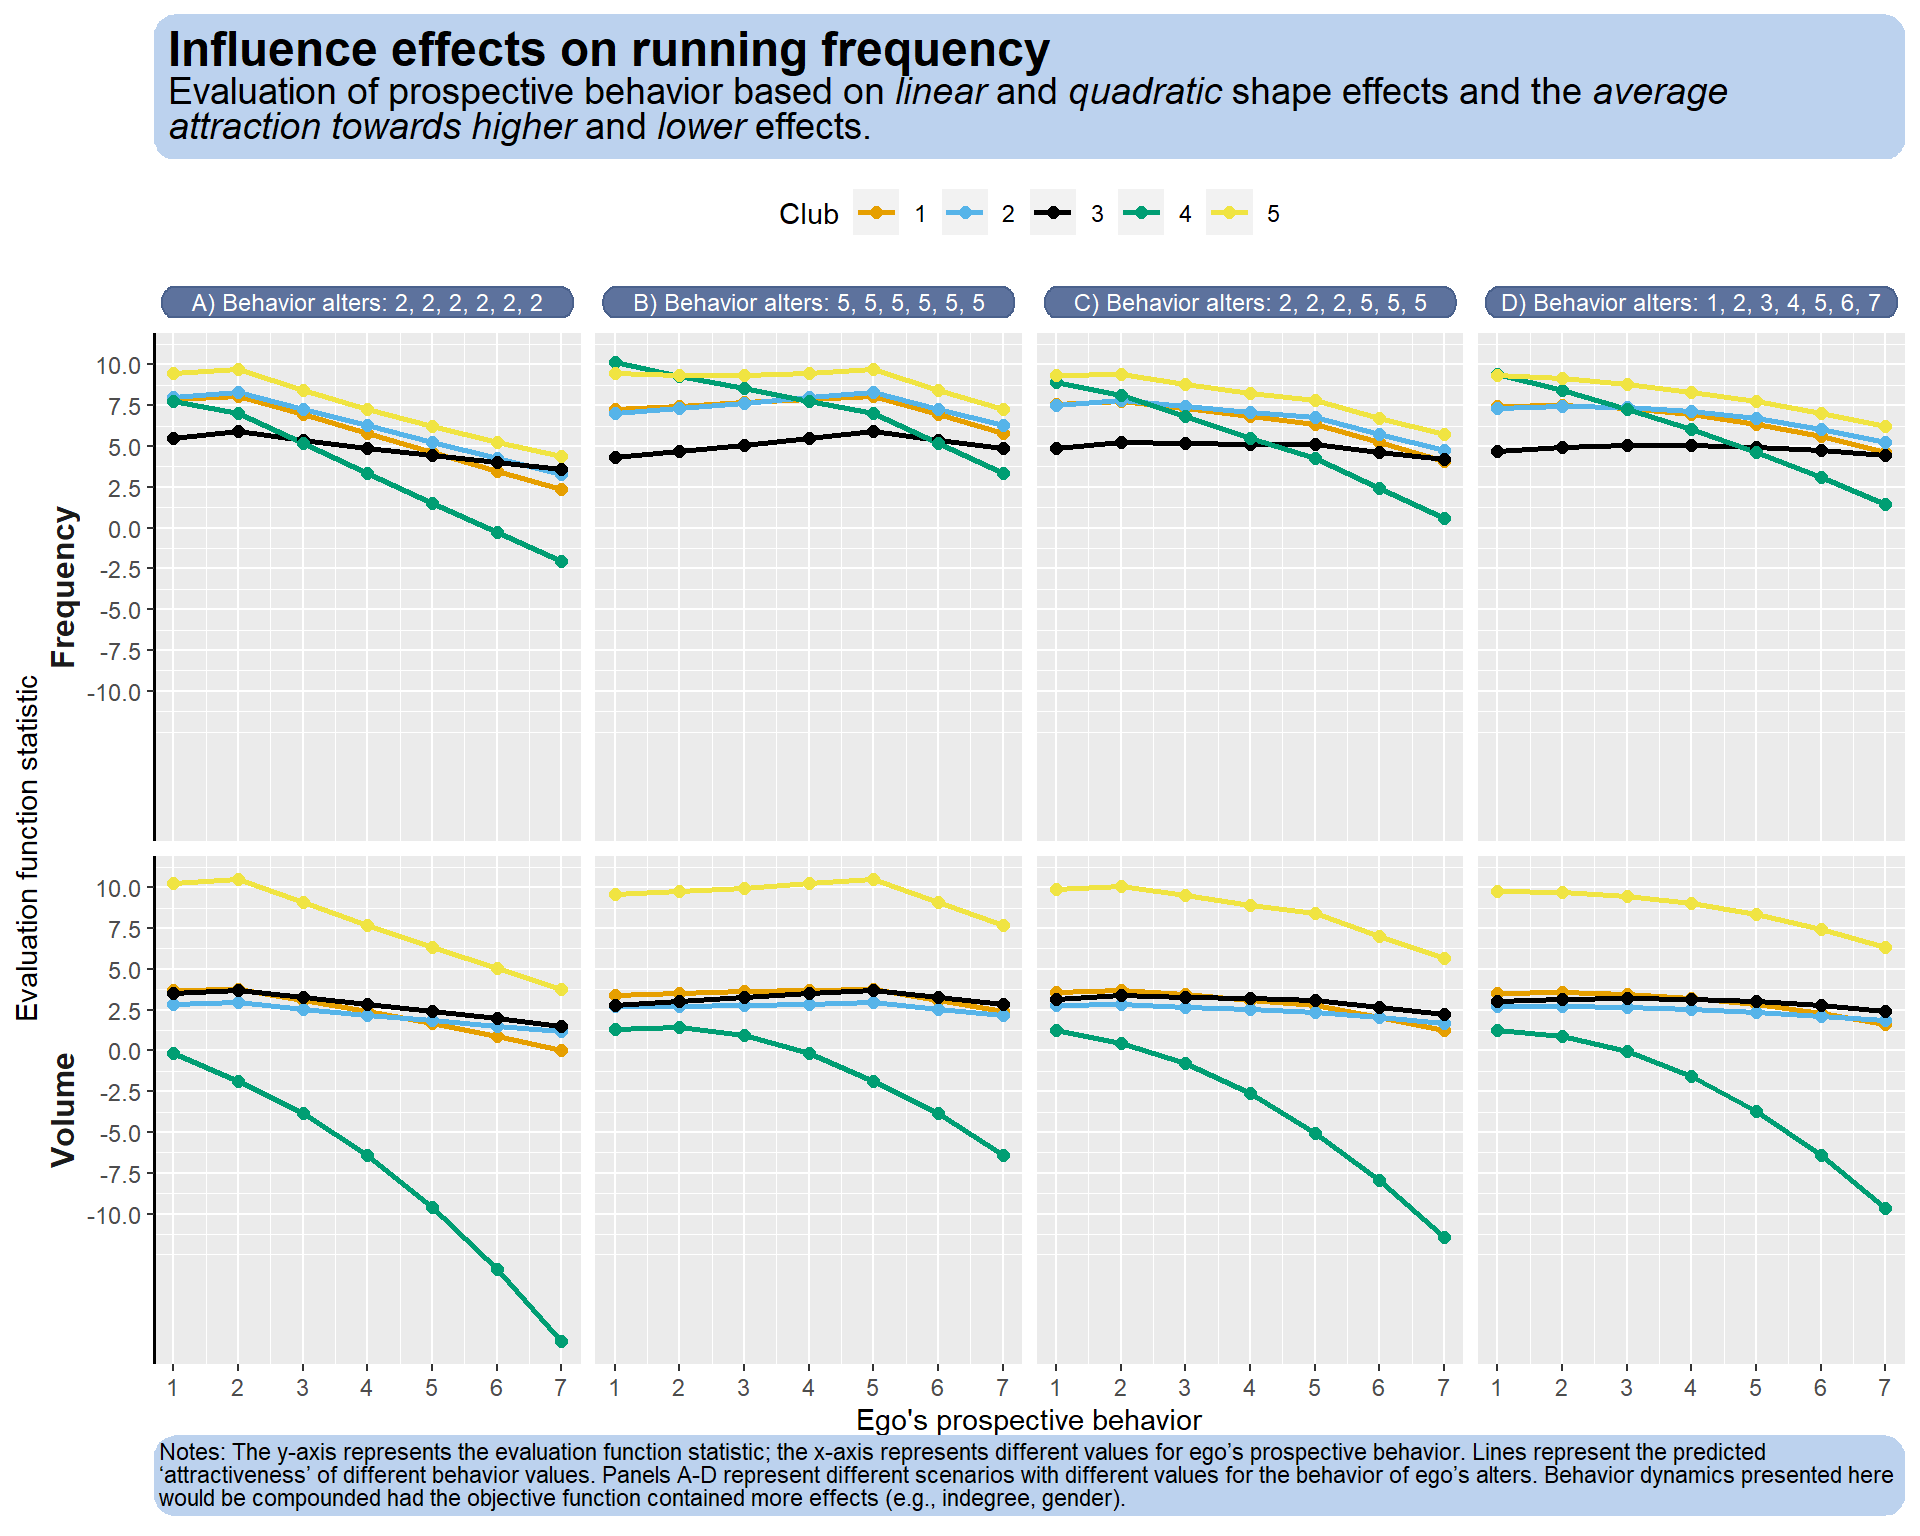 Influence effects on running frequency
Evaluation of prospective behavior based on linear and quadratic shape effects and the average
attraction towards higher and lower effects.
Club 1 2 3 4 5
A) Behavior alters: 2, 2, 2, 2, 2, 2
B) Behavior alters: 5, 5, 5, 5, 5, 5
C) Behavior alters: 2, 2, 2, 5, 5, 5
D) Behavior alters: 1, 2, 3, 4, 5, 6, 7
Evaluation function statistic
Frequency
10.0
7.5
5.0
2.5
0.0
-2.5
-5.0
-7.5
-10.0
Volume
10.0
7.5
5.0
2.5
0.0
-2.5
-5.0
-7.5
-10.0
1 2 3 4 5 6 7
1 2 3 4 5 6 7
1 2 3 4 5 6 7
1 2 3 4 5 6 7
Ego's prospective behavior
Notes: The y-axis represents the evaluation function statistic; the x-axis represents different values for ego’s prospective behavior. Lines represent the predicted
‘attractiveness’ of different behavior values. Panels A-D represent different scenarios with different values for the behavior of ego’s alters. Behavior dynamics presented here
would be compounded had the objective function contained more effects (e.g., indegree, gender).